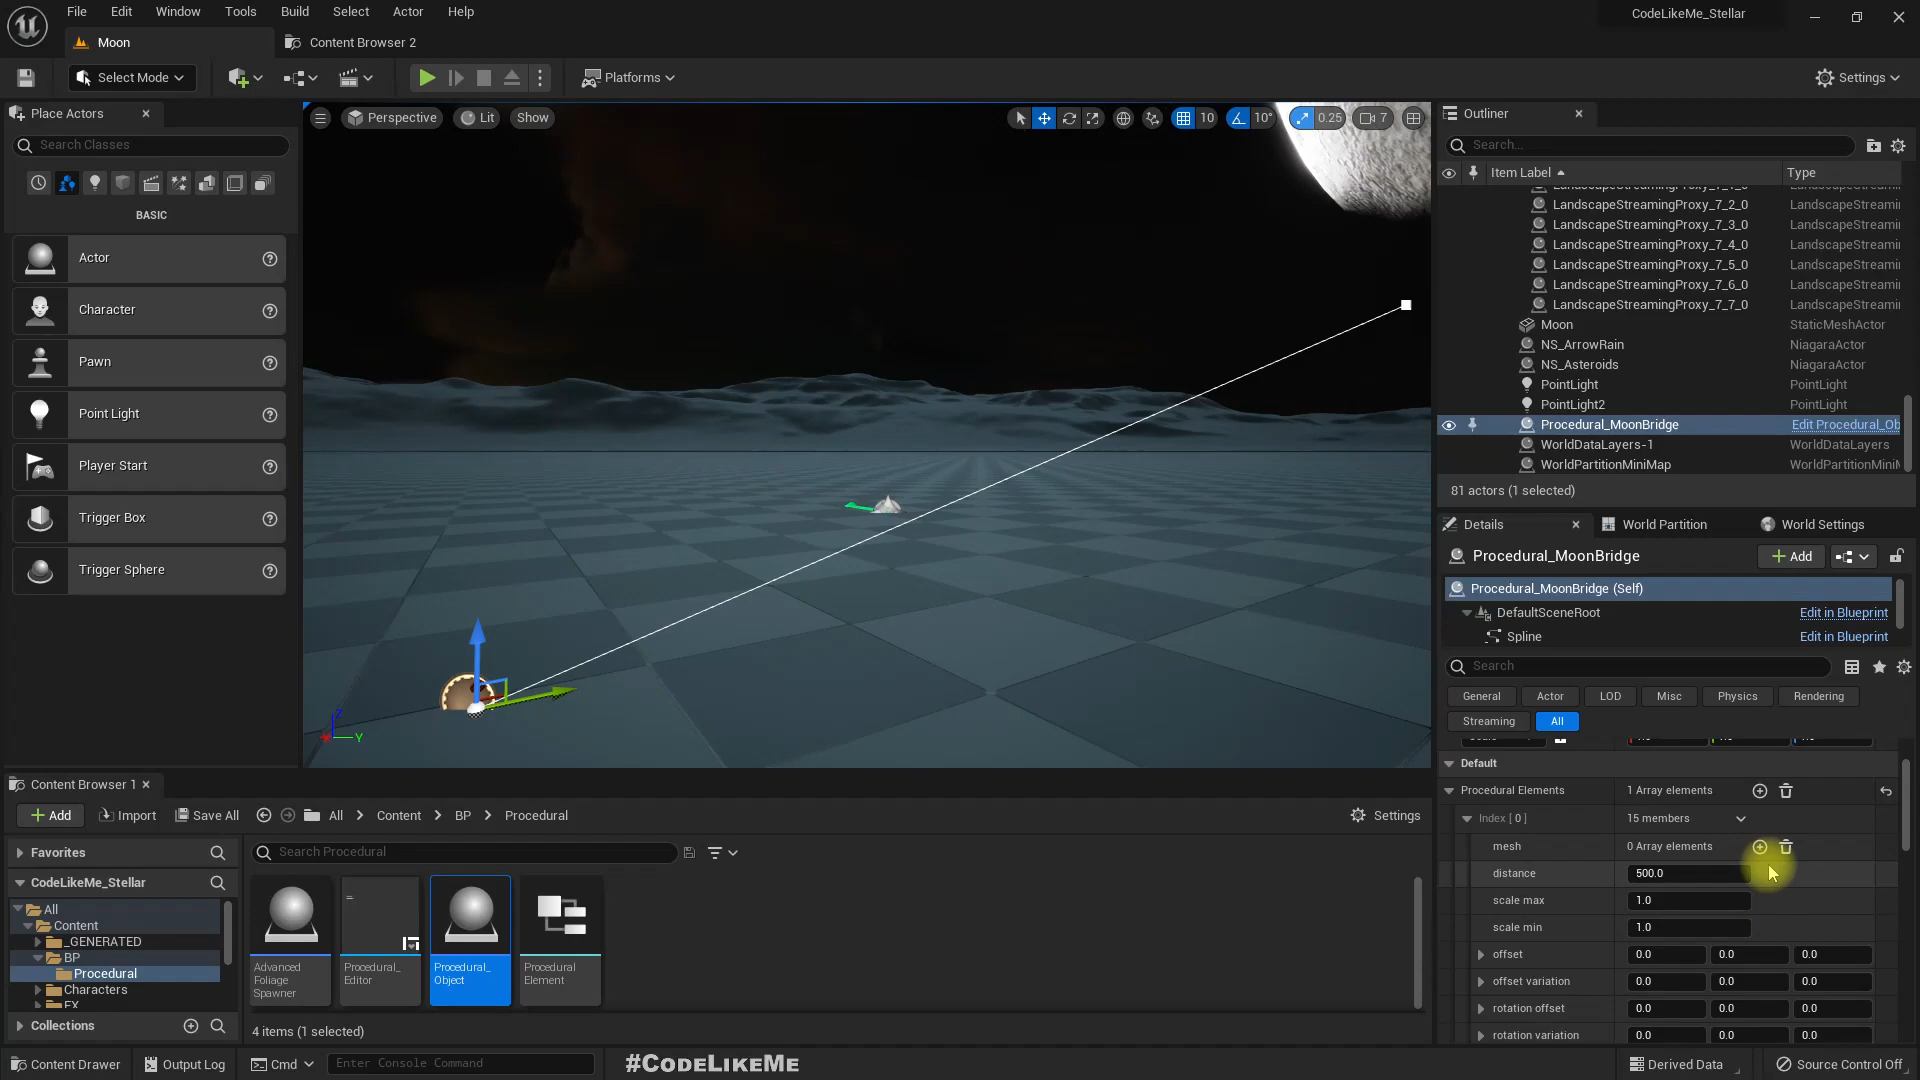 File Edit Window Tools Build Select Actor Help
CodeLikeMe_Stellar
Moon
Content Browser 2
Select Mode
Platforms
Settings
Place Actors
Search Classes
BASIC
Actor
Character
Pawn
Point Light
Player Start
Trigger Box
Trigger Sphere
Perspective
Lit
Show
10
10°
0.25
7
Z
X
Y
Outliner
Search...
Item Label
Type
LandscapeStreamingProxy_7_2_0 LandscapeStreami
LandscapeStreamingProxy_7_3_0 LandscapeStreami
LandscapeStreamingProxy_7_4_0 LandscapeStreami
LandscapeStreamingProxy_7_5_0 LandscapeStreami
LandscapeStreamingProxy_7_6_0 LandscapeStreami
LandscapeStreamingProxy_7_7_0 LandscapeStreami
Moon StaticMeshActor
NS_ArrowRain NiagaraActor
NS_Asteroids NiagaraActor
PointLight PointLight
PointLight2 PointLight
Procedural_MoonBridge Edit Procedural_Ob
WorldDataLayers-1 WorldDataLayers
WorldPartitionMiniMap WorldPartitionMiniM
81 actors (1 selected)
Details
World Partition
World Settings
Procedural_MoonBridge
Add
Procedural_MoonBridge (Self)
DefaultSceneRoot Edit in Blueprint
Spline Edit in Blueprint
Search
General Actor LOD Misc Physics Rendering
Streaming All
Default
Procedural Elements 1 Array elements
Index [ 0 ] 15 members
mesh 0 Array elements
distance 500.0
scale max 1.0
scale min 1.0
offset 0.0 0.0 0.0
offset variation 0.0 0.0 0.0
rotation offset 0.0 0.0 0.0
rotation variation 0.0 0.0 0.0
Content Browser 1
Add Import Save All
All > Content > BP > Procedural
Settings
Favorites
CodeLikeMe_Stellar
All
Content
_GENERATED
BP
Procedural
Characters
FX
Collections
Search Procedural
Advanced
Foliage
Spawner
Procedural_
Editor
Procedural_
Object
Procedural
Element
4 items (1 selected)
Content Drawer
Output Log
Cmd
Enter Console Command
#CodeLikeMe
Derived Data
Source Control Off